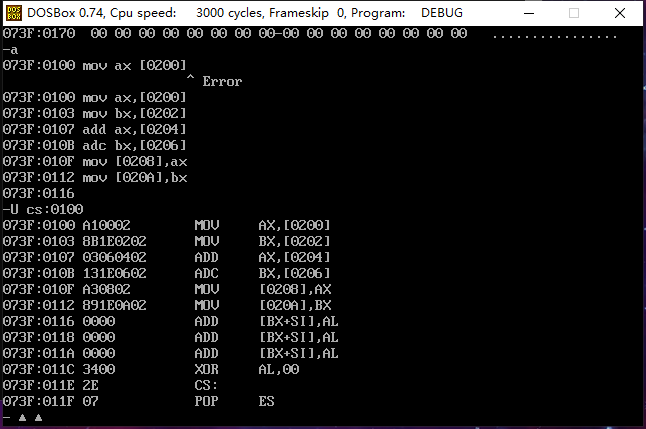 DOSBox 0.74, Cpu speed: 3000 cycles, Frameskip 0, Program: DEBUG
073F:0170 00 00 00 00 00 00 00 00-00 00 00 00 00 00 00 00 ................
-a
073F:0100 mov ax [0200]
^ Error
073F:0100 mov ax,[0200]
073F:0103 mov bx,[0202]
073F:0107 add ax,[0204]
073F:010B adc bx,[0206]
073F:010F mov [0208],ax
073F:0112 mov [020A],bx
073F:0116
-U cs:0100
073F:0100 A10002 MOV AX,[0200]
073F:0103 8B1E0202 MOV BX,[0202]
073F:0107 03060402 ADD AX,[0204]
073F:010B 131E0602 ADC BX,[0206]
073F:010F A30802 MOV [0208],AX
073F:0112 891E0A02 MOV [020A],BX
073F:0116 0000 ADD [BX+SI],AL
073F:0118 0000 ADD [BX+SI],AL
073F:011A 0000 ADD [BX+SI],AL
073F:011C 3400 XOR AL,00
073F:011E 2E CS:
073F:011F 07 POP ES
- ▲ ▲